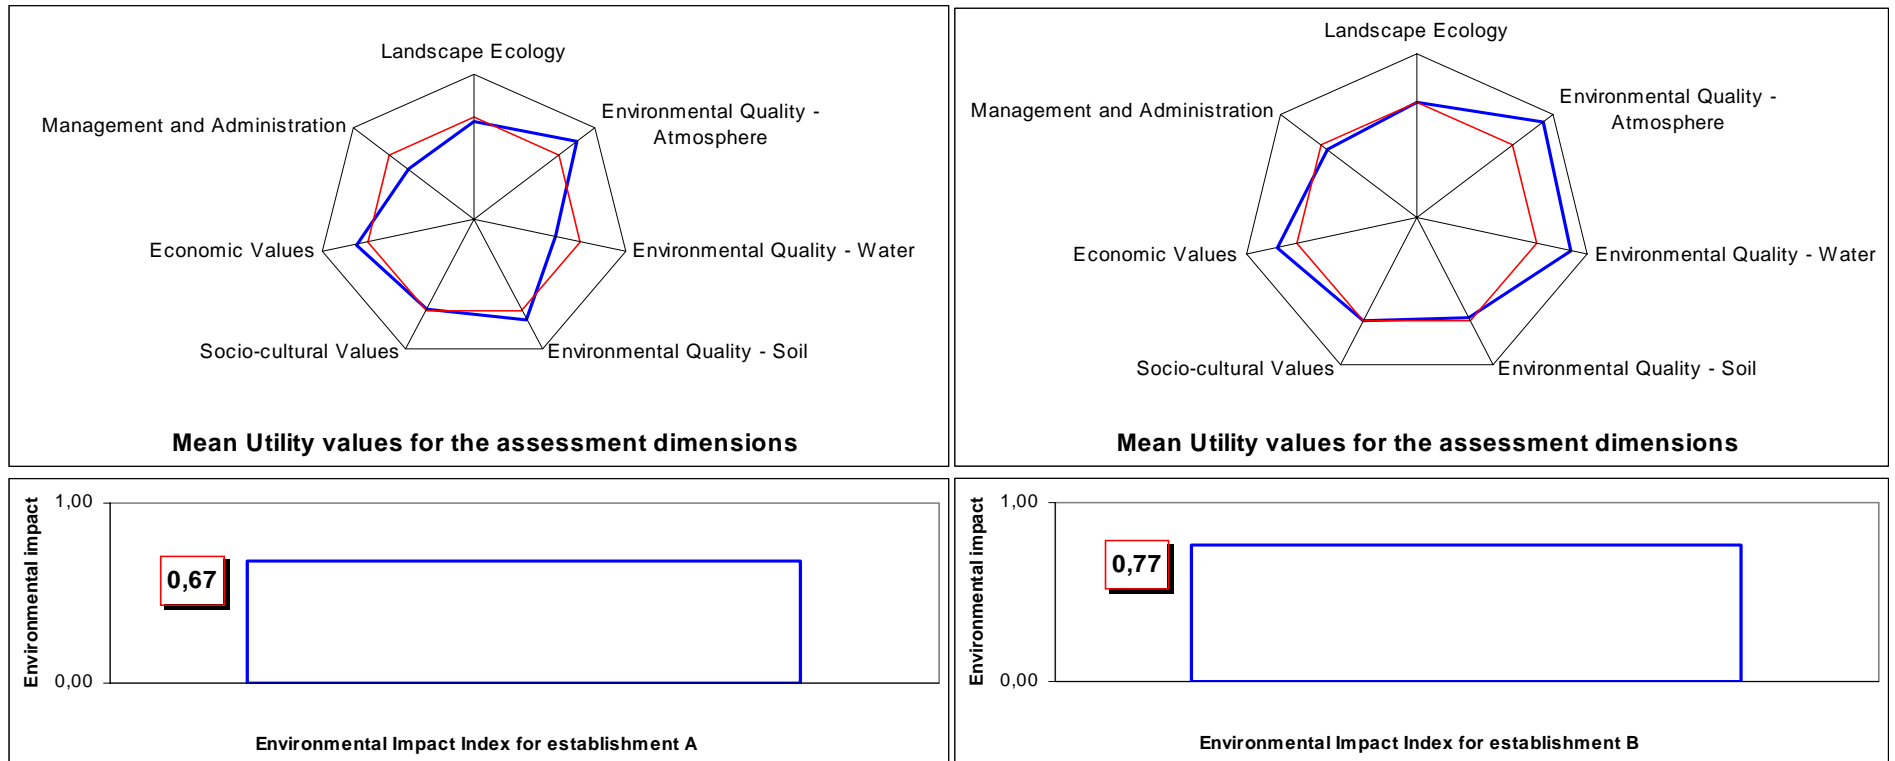 Landscape Ecology
Environmental Quality -
Atmosphere
Management and Administration
Environmental Quality - Water
Economic Values
Socio-cultural Values
Environmental Quality - Soil
Mean Utility values for the assessment dimensions
Landscape Ecology
Environmental Quality -
Atmosphere
Management and Administration
Environmental Quality - Water
Economic Values
Socio-cultural Values
Environmental Quality - Soil
Mean Utility values for the assessment dimensions
Environmental impact
1,00
0,67
0,00
Environmental Impact Index for establishment A
Environmental impact
1,00
0,77
0,00
Environmental Impact Index for establishment B